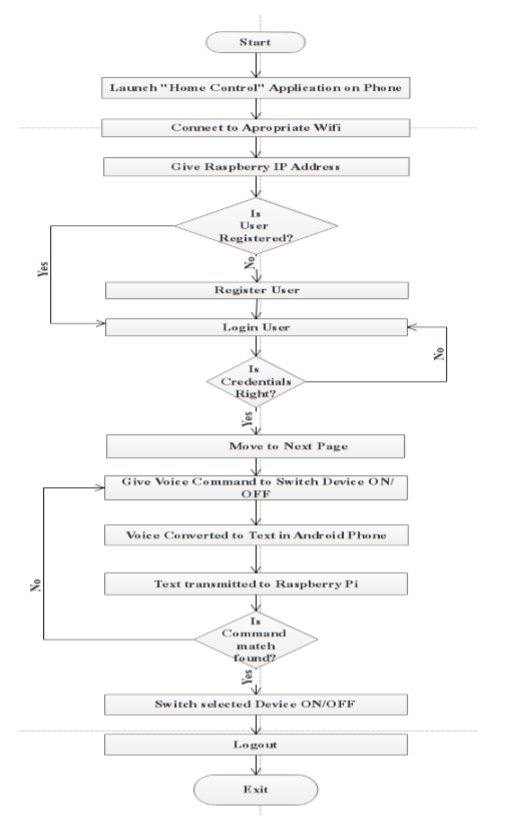 Start
Launch "Home Control" Application on Phone
Connect to Apropriate Wifi
Give Raspberry IP Address
Is
User
Registered?
Yes
No
Register User
Login User
Is
Credentials
Right?
No
Yes
Move to Next Page
Give Voice Command to Switch Device ON/
OFF
Voice Converted to Text in Android Phone
Text transmitted to Raspberry Pi
Is
Command
match
found?
No
Yes
Switch selected Device ON/OFF
Logout
Exit